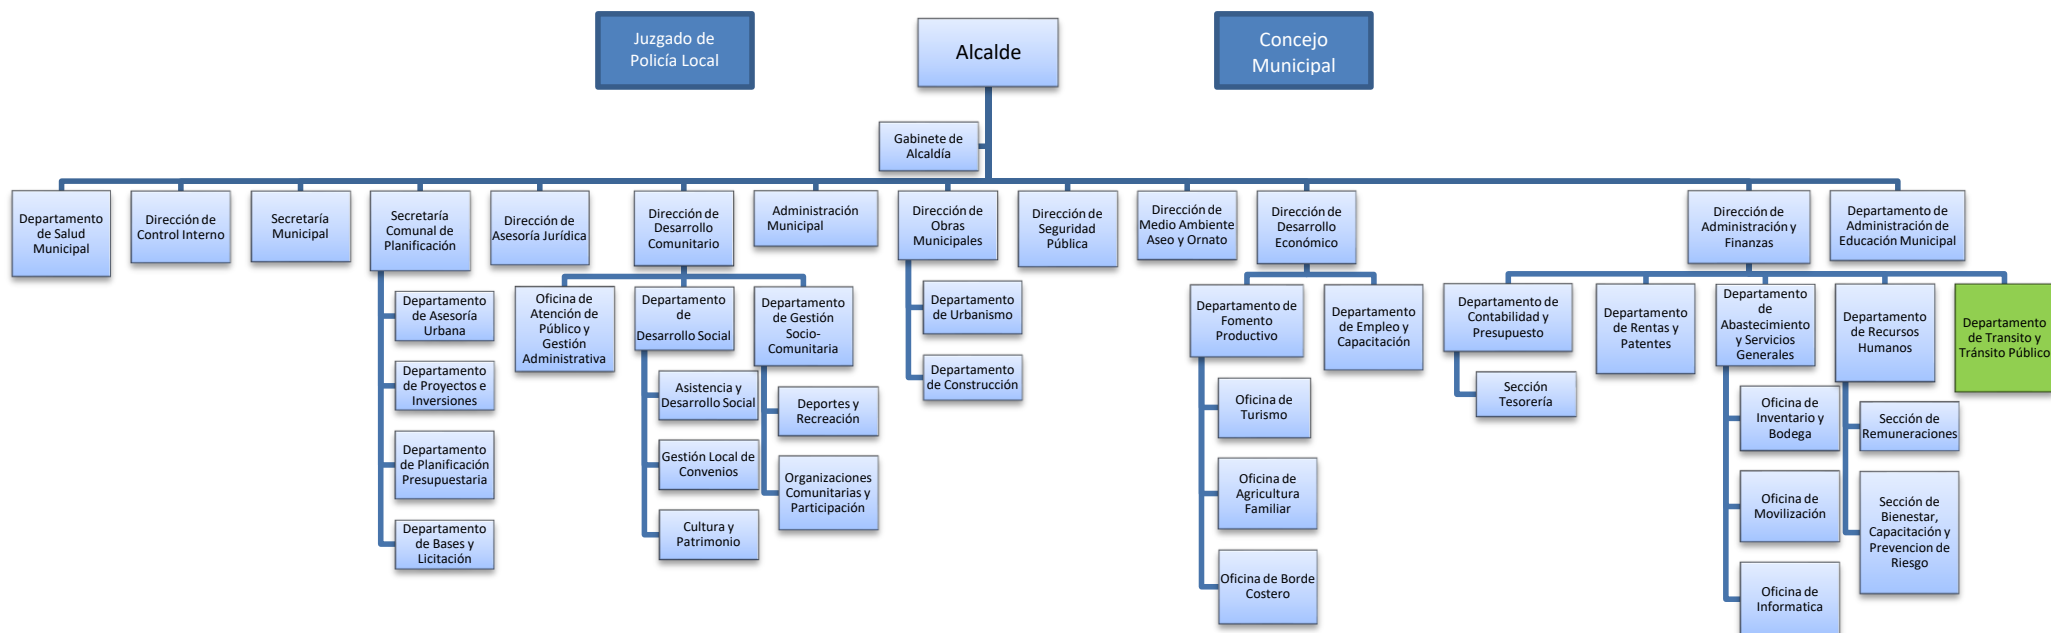 Juzgado de
Policía Local
Alcalde
Concejo
Municipal
Gabinete de
Alcaldía
Departamento
de Salud
Municipal
Dirección de
Control Interno
Secretaría
Municipal
Secretaría
Comunal de
Planificación
Dirección de
Asesoría Jurídica
Dirección de
Desarrollo
Comunitario
Administración
Municipal
Dirección de
Obras
Municipales
Dirección de
Seguridad
Pública
Dirección de
Medio Ambiente
Aseo y Ornato
Dirección de
Desarrollo
Económico
Dirección de
Administración y
Finanzas
Departamento de
Administración de
Educación Municipal
Departamento
de Asesoría
Urbana
Departamento
de Proyectos e
Inversiones
Departamento
de Planificación
Presupuestaria
Departamento
de Bases y
Licitación
Oficina de
Atención de
Público y
Gestión
Administrativa
Departamento
de
Desarrollo Social
Asistencia y
Desarrollo Social
Gestión Local de
Convenios
Cultura y
Patrimonio
Departamento
de Gestión
Socio-
Comunitaria
Deportes y
Recreación
Organizaciones
Comunitarias y
Participación
Departamento
de Urbanismo
Departamento
de Construcción
Departamento de
Fomento
Productivo
Oficina de
Turismo
Oficina de
Agricultura
Familiar
Oficina de Borde
Costero
Departamento
de Empleo y
Capacitación
Departamento de
Contabilidad y
Presupuesto
Sección
Tesorería
Departamento
de Rentas y
Patentes
Departamento
de
Abastecimiento
y Servicios
Generales
Oficina de
Inventario y
Bodega
Oficina de
Movilización
Oficina de
Informatica
Departamento
de Recursos
Humanos
Sección de
Remuneraciones
Sección de
Bienestar,
Capacitación y
Prevencion de
Riesgo
Departamento
de Transito y
Tránsito Público